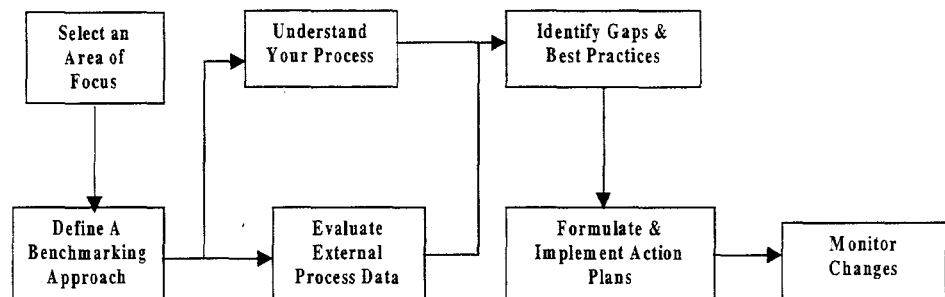 Select an
Area of
Focus
Understand
Your Process
Identify Gaps &
Best Practices
Define A
Benchmarking
Approach
Evaluate
External
Process Data
Formulate &
Implement Action
Plans
Monitor
Changes